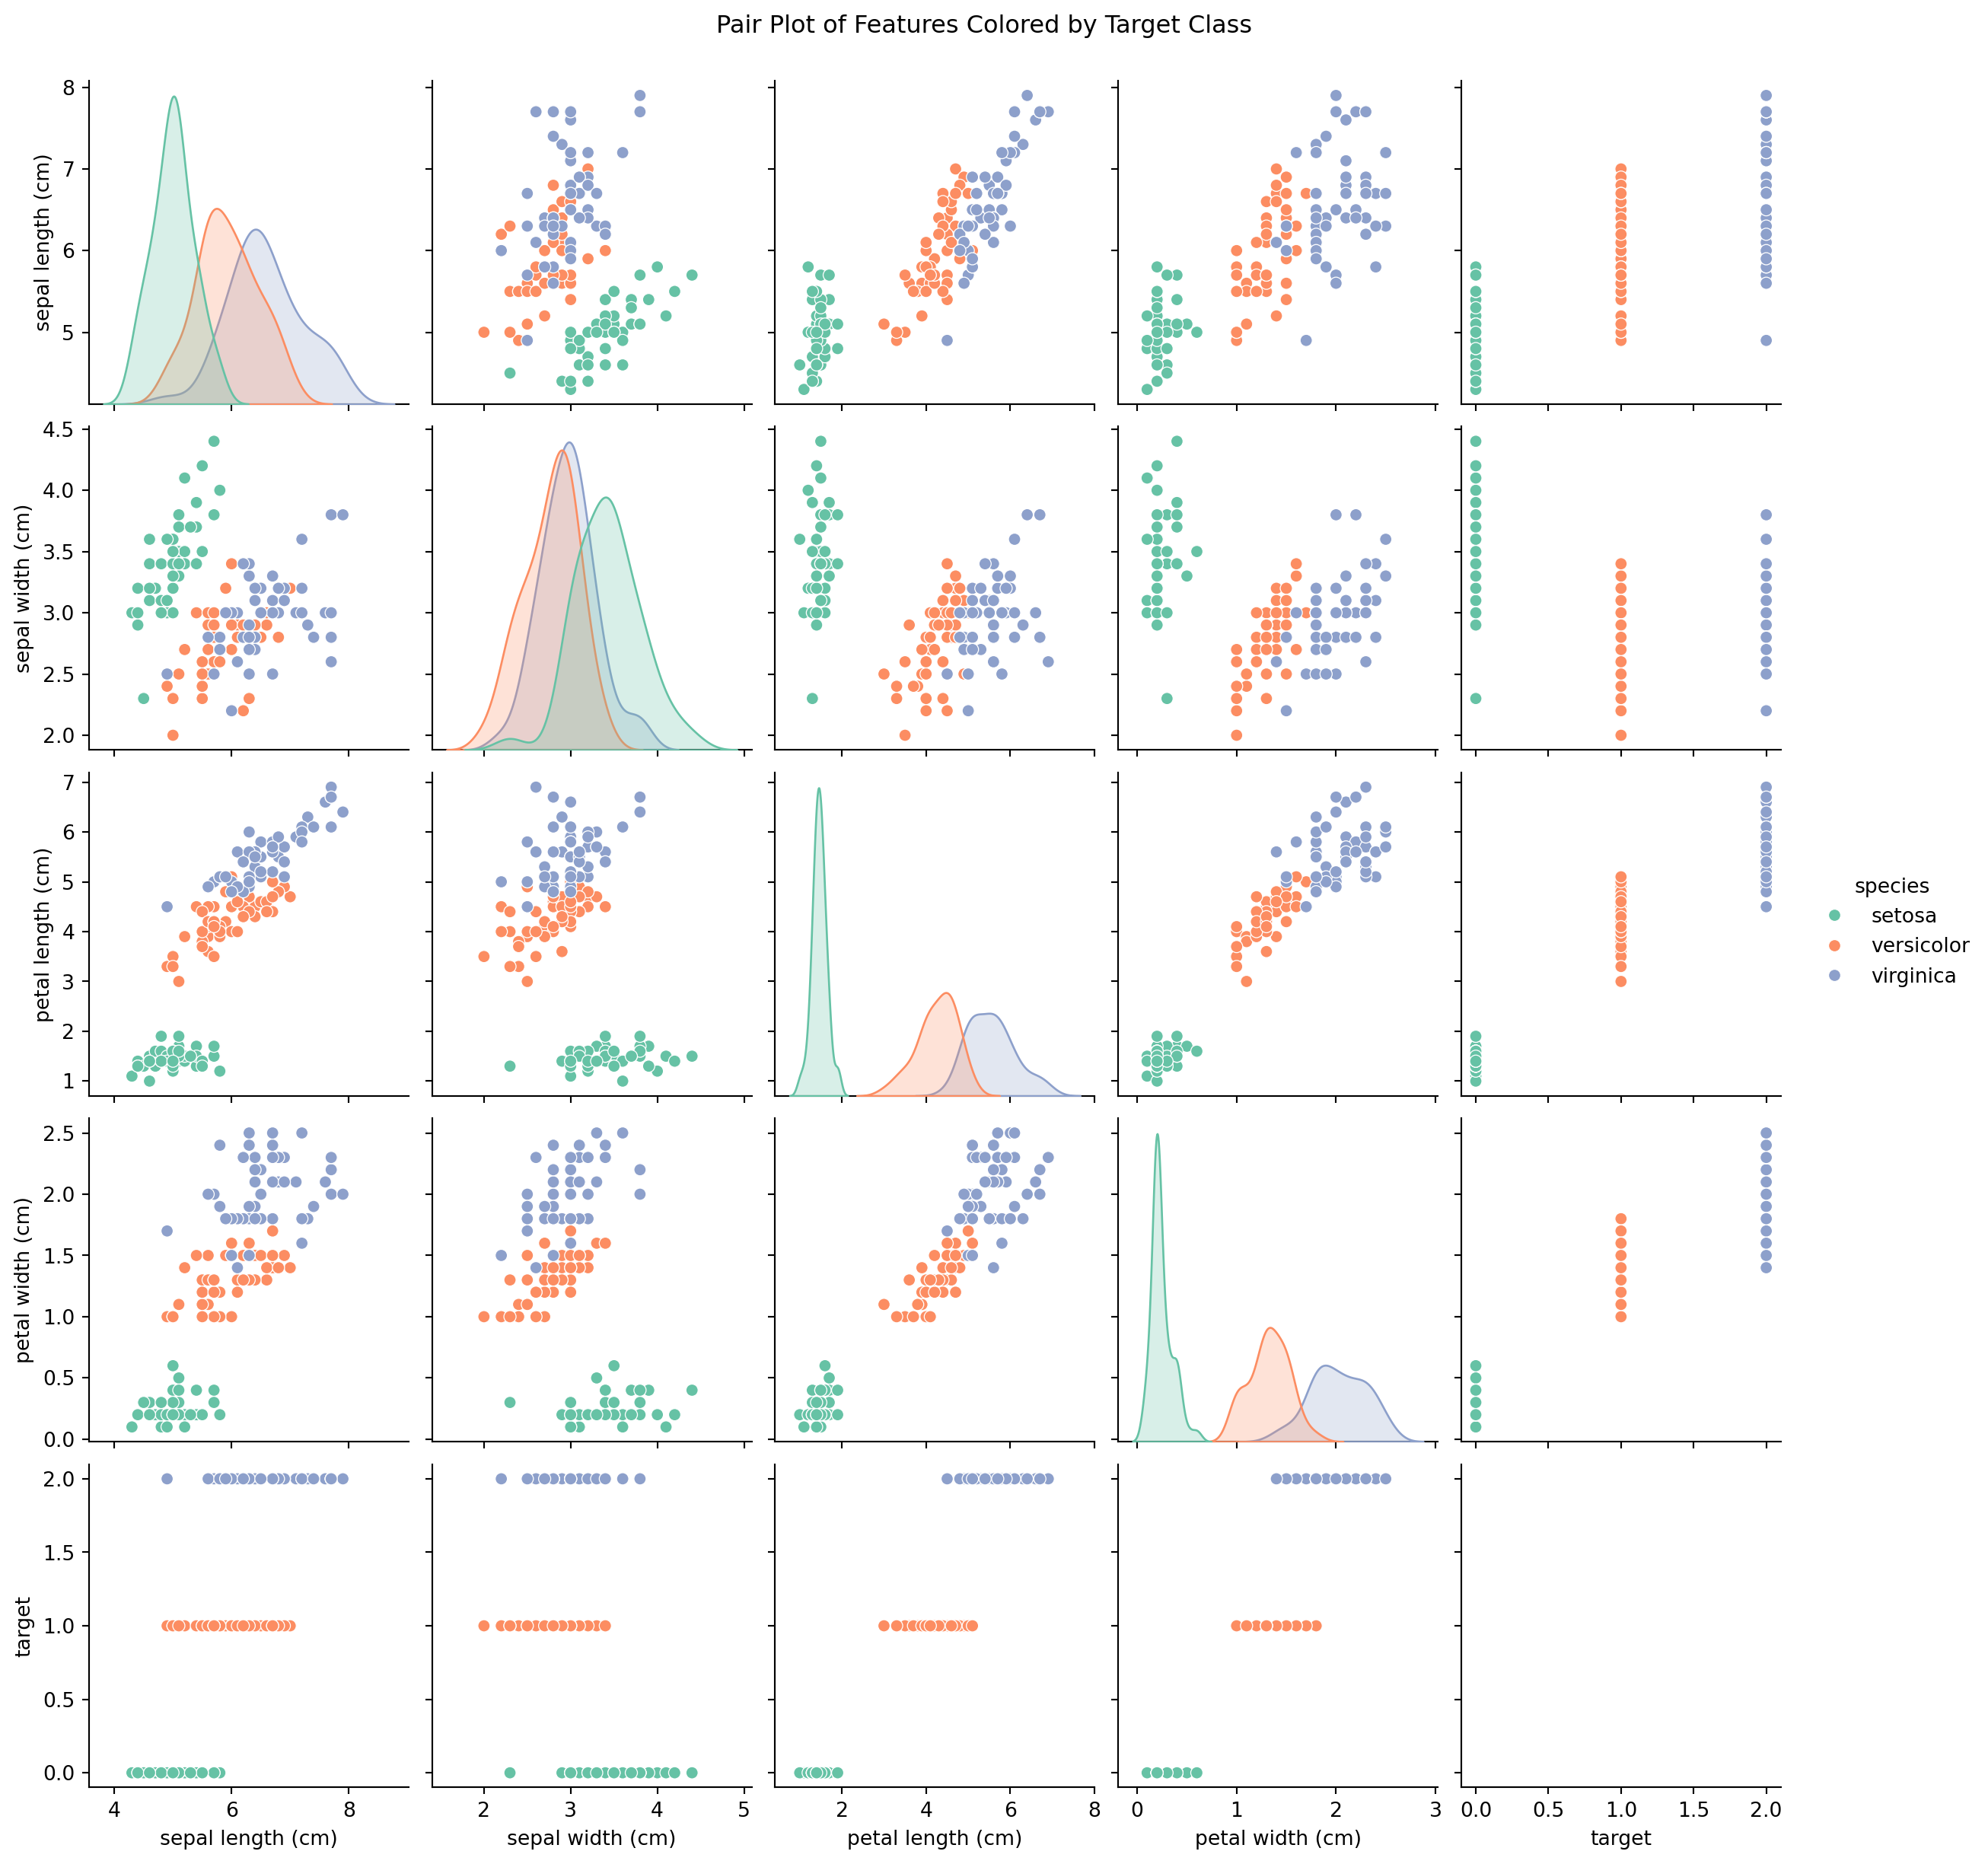 Pair Plot of Features Colored by Target Class
8
7
6
5
sepal length (cm)
4.5
4.0
3.5
3.0
2.5
2.0
sepal width (cm)
7
6
5
4
3
2
1
petal length (cm)
species
setosa
versicolor
virginica
2.5
2.0
1.5
1.0
0.5
0.0
petal width (cm)
2.0
1.5
1.0
0.5
0.0
target
4 6 8
2 3 4 5
2 4 6 8
0 1 2 3
0.0 0.5 1.0 1.5 2.0
sepal length (cm)
sepal width (cm)
petal length (cm)
petal width (cm)
target